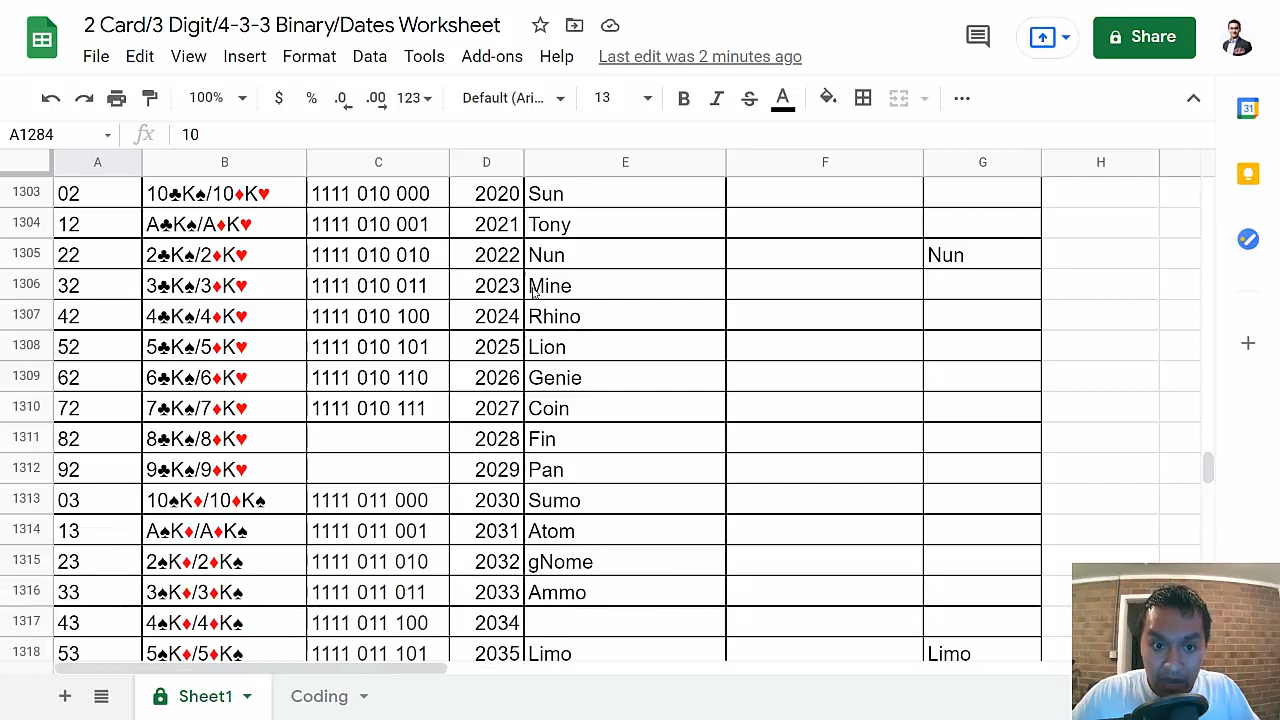 2 Card/3 Digit/4-3-3 Binary/Dates Worksheet
File Edit View Insert Format Data Tools Add-ons Help Last edit was 2 minutes ago
Share
100% $ % .0 .00 123 Default (Ari... 13 B I S A
A1284 fx 10
A B C D E F G H
1303 02 10♣K♠/10♦K♥ 1111 010 000 2020 Sun
1304 12 A♣K♠/A♦K♥ 1111 010 001 2021 Tony
1305 22 2♣K♠/2♦K♥ 1111 010 010 2022 Nun Nun
1306 32 3♣K♠/3♦K♥ 1111 010 011 2023 Mine
1307 42 4♣K♠/4♦K♥ 1111 010 100 2024 Rhino
1308 52 5♣K♠/5♦K♥ 1111 010 101 2025 Lion
1309 62 6♣K♠/6♦K♥ 1111 010 110 2026 Genie
1310 72 7♣K♠/7♦K♥ 1111 010 111 2027 Coin
1311 82 8♣K♠/8♦K♥ 2028 Fin
1312 92 9♣K♠/9♦K♥ 2029 Pan
1313 03 10♠K♦/10♦K♠ 1111 011 000 2030 Sumo
1314 13 A♠K♦/A♦K♠ 1111 011 001 2031 Atom
1315 23 2♠K♦/2♦K♠ 1111 011 010 2032 gNome
1316 33 3♠K♦/3♦K♠ 1111 011 011 2033 Ammo
1317 43 4♠K♦/4♦K♠ 1111 011 100 2034
1318 53 5♠K♦/5♦K♠ 1111 011 101 2035 Limo Limo
Sheet1 Coding
31